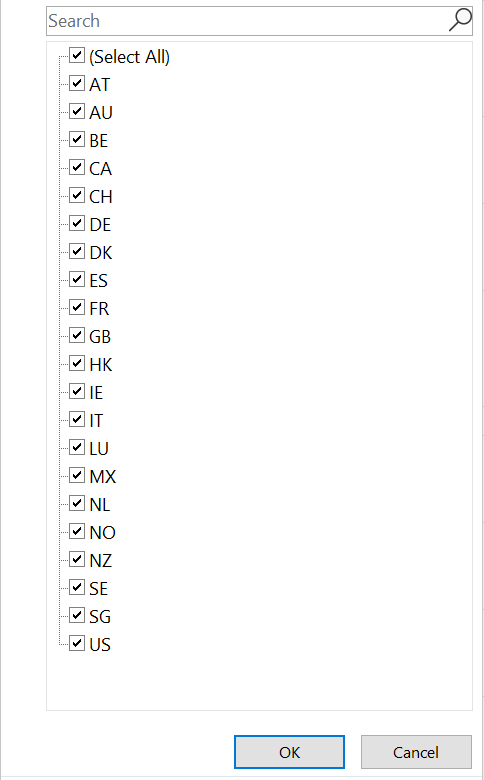 Search
(Select All)
AT
AU
BE
CA
CH
DE
DK
ES
FR
GB
HK
IE
IT
LU
MX
NL
NO
NZ
SE
SG
US
OK
Cancel